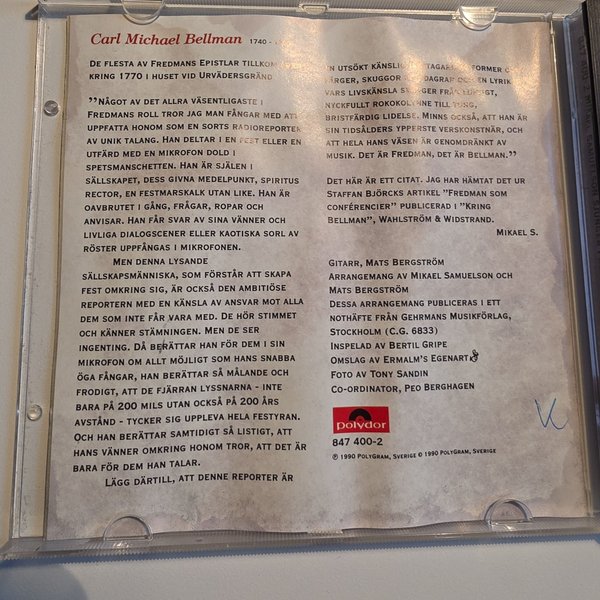 Carl Michael Bellman 1740 -
De flesta av Fredmans Epistlar tillkom
kring 1770 i huset vid Urvädersgränd
"Något av det allra väsentligaste i
Fredmans roll tror jag man fångar med att
uppfatta honom som en sorts radioreporter
av unik talang. Han deltar i en fest eller en
utfärd med en mikrofon dold i
spetsmanschetten. Han är själen i
sällskapet, dess givna medelpunkt, spiritus
rector, en festmarskalk utan like. Han är
oavbrutet i gång, frågar, ropar och
anvisar. Han får svar av sina vänner och
livliga dialogscener eller kaotiska sorl av
röster uppfångas i mikrofonen.
Men denna lysande
sällskapsmänniska, som förstår att skapa
fest omkring sig, är också den ambitiöse
reportern med en känsla av ansvar mot alla
dem som inte får vara med. De hör stimmet
och känner stämningen. Men de ser
ingenting. Då berättar han för dem i sin
mikrofon om allt möjligt som hans snabba
öga fångar, han berättar så målande och
frodigt, att de fjärran lyssnarna - inte
bara på 200 mils utan också på 200 års
avstånd - tycker sig uppleva hela festyran.
Och han berättar samtidigt så listigt, att
hans vänner omkring honom tror, att det är
bara för dem han talar.
Lägg därtill, att denne reporter är
en utsökt känslig former o
färger, skuggor dagrar och en lyrik
vars livskänsla från luftigt,
nyckfullt rokokolynne till tung,
bristfärdig lidelse. Minns också, att han är
sin tidsålders ypperste verskonstnär, och
att hela hans väsen är genomdränkt av
musik. Det är Fredman, det är Bellman."
Det här är ett citat. Jag har hämtat det ur
Staffan Björcks artikel "Fredman som
conférencier" publicerad i "Kring
Bellman", Wahlström & Widstrand.
Mikael S.
Gitarr, Mats Bergström
Arrangemang av Mikael Samuelson och
Mats Bergström
Dessa arrangemang publiceras i ett
nothäfte från Gehrmans Musikförlag,
Stockholm (C.G. 6833)
Inspelad av Bertil Gripe
Omslag av Ermalm's Egenart
Foto av Tony Sandin
Co-ordinator, Peo Berghagen
polydor
847 400-2
℗ 1990 PolyGram, Sverige © 1990 PolyGram, Sverige